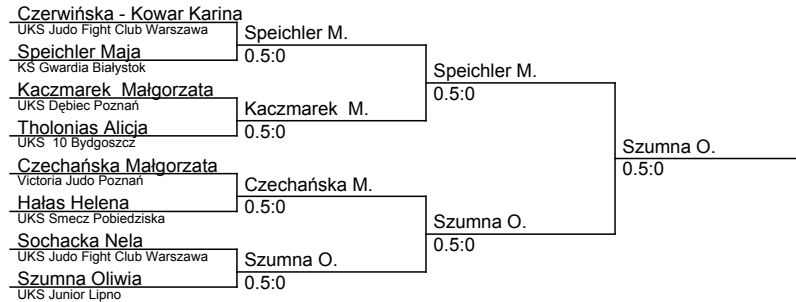 Czerwińska - Kowar Karina
UKS Judo Fight Club Warszawa
Speichler M.
0.5:0
Speichler Maja
KS Gwardia Białystok
Speichler M.
0.5:0
Kaczmarek  Małgorzata
UKS Dębiec Poznań
Kaczmarek  M.
0.5:0
Tholonias Alicja
UKS  10 Bydgoszcz
Szumna O.
0.5:0
Czechańska Małgorzata
Victoria Judo Poznań
Czechańska M.
0.5:0
Hałas Helena
UKS Smecz Pobiedziska
Szumna O.
0.5:0
Sochacka Nela
UKS Judo Fight Club Warszawa
Szumna O.
0.5:0
Szumna Oliwia
UKS Junior Lipno